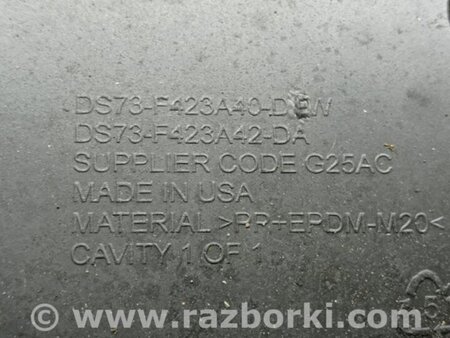 DS73-F423A40-D
DS73-F423A42-DA
SUPPLIER CODE G25AC
MADE IN USA
MATERIAL >PP+EPDM-M20<
CAVITY 1 OF 1
5
www.razborki.com